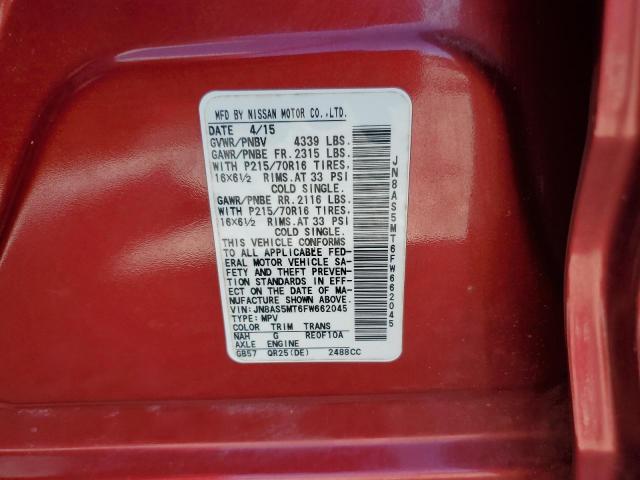 MFD BY NISSAN MOTOR CO.,LTD.
DATE 4/15
GVWR/PNBV 4339 LBS.
GAWR/PNBE FR. 2315 LBS.
WITH P215/70R16 TIRES,
16X6½ RIMS.AT 33 PSI
COLD SINGLE.
GAWR/PNBE RR. 2116 LBS.
WITH P215/70R16 TIRES,
16X6½ RIMS.AT 33 PSI
COLD SINGLE.
THIS VEHICLE CONFORMS
TO ALL APPLICABLE FED-
ERAL MOTOR VEHICLE SA-
FETY AND THEFT PREVEN-
TION STANDARDS IN EFF-
ECT ON THE DATE OF MA-
NUFACTURE SHOWN ABOVE.
VIN: JN8AS5MT6FW662045
TYPE: MPV
COLOR TRIM TRANS
NAH G RE0F10A
AXLE ENGINE
GB57 QR25(DE) 2488CC
JN8AS5MT6FW662045